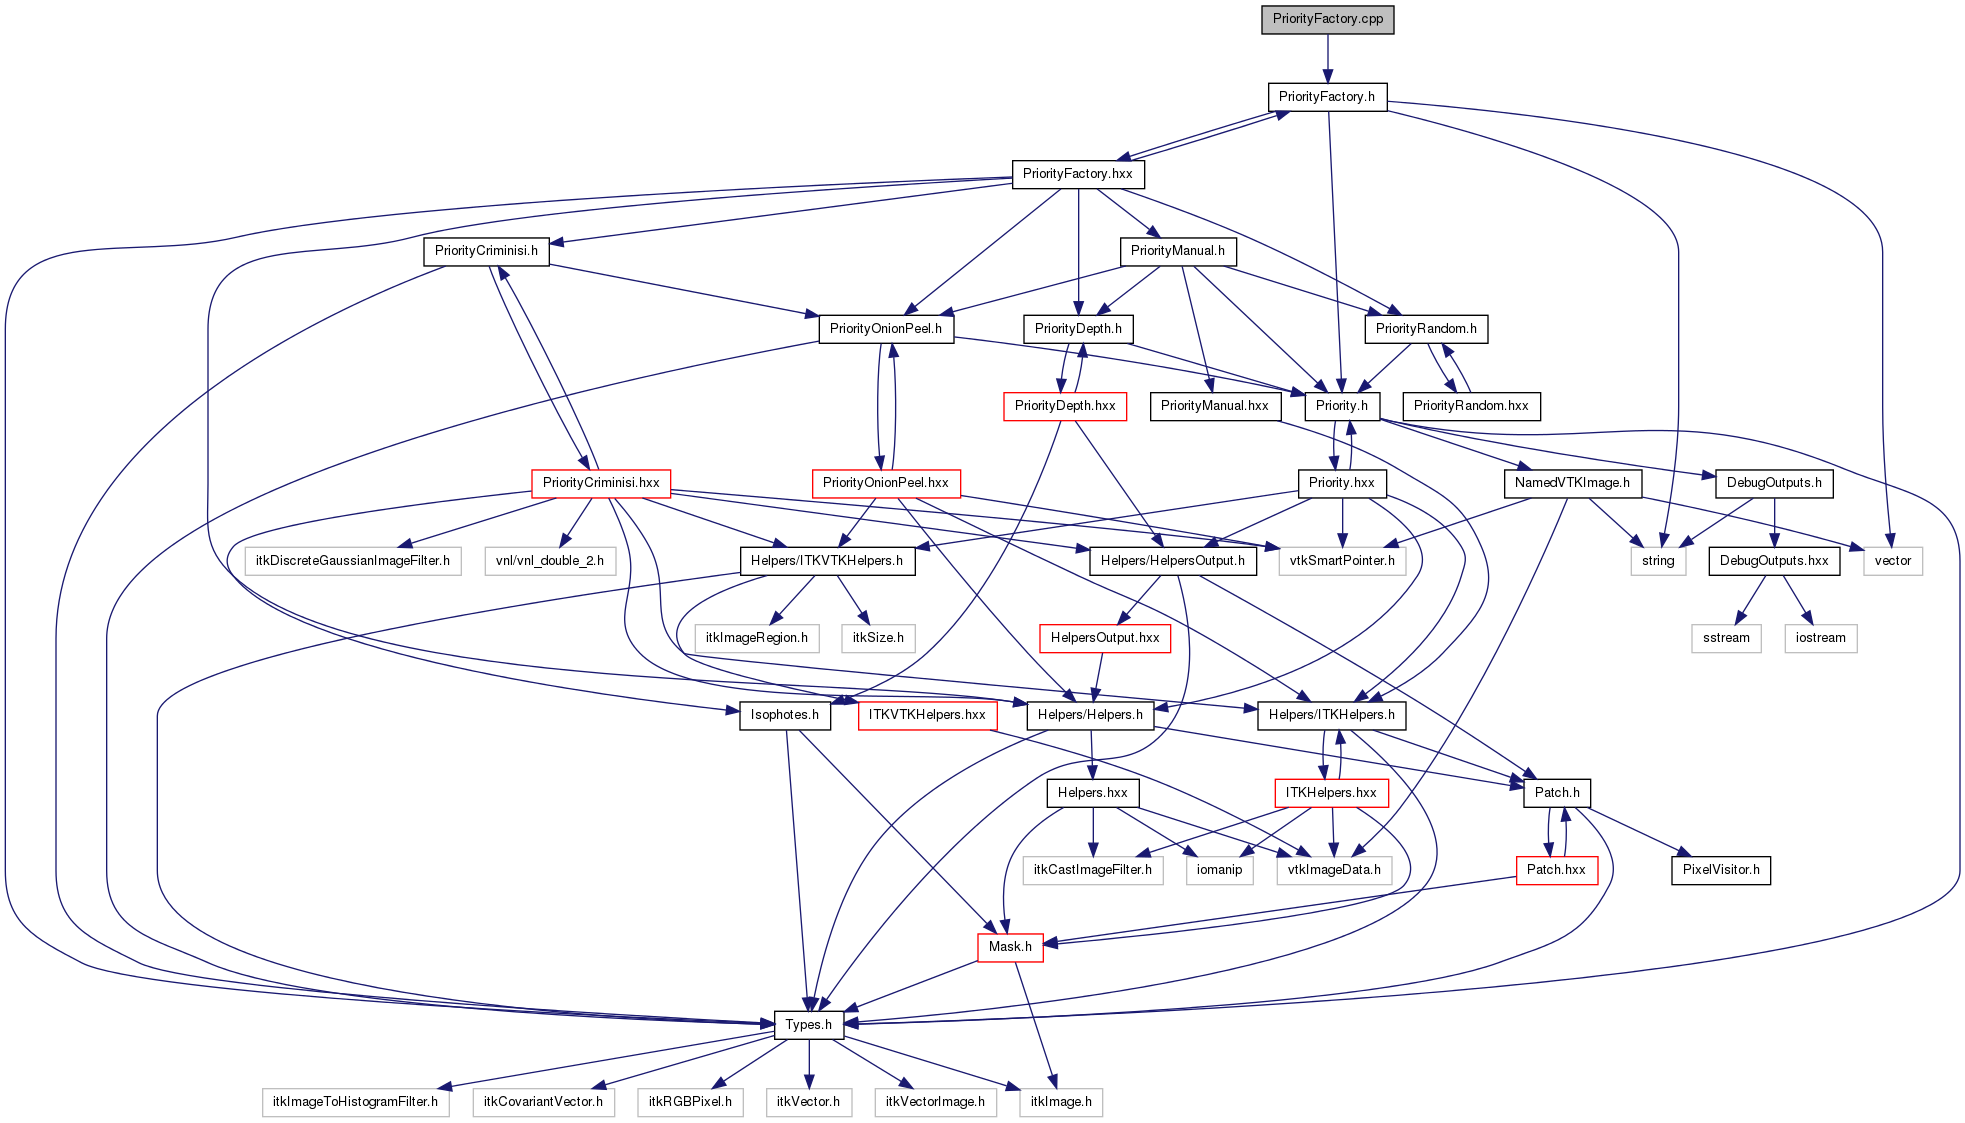 PriorityFactory.cpp
PriorityFactory.h
PriorityFactory.hxx
PriorityCriminisi.h
PriorityManual.h
PriorityOnionPeel.h
PriorityDepth.h
PriorityRandom.h
PriorityDepth.hxx
PriorityManual.hxx
Priority.h
PriorityRandom.hxx
PriorityCriminisi.hxx
PriorityOnionPeel.hxx
Priority.hxx
NamedVTKImage.h
DebugOutputs.h
itkDiscreteGaussianImageFilter.h
vnl/vnl_double_2.h
Helpers/ITKVTKHelpers.h
Helpers/HelpersOutput.h
vtkSmartPointer.h
string
DebugOutputs.hxx
vector
itkImageRegion.h
itkSize.h
HelpersOutput.hxx
sstream
iostream
Isophotes.h
ITKVTKHelpers.hxx
Helpers/Helpers.h
Helpers/ITKHelpers.h
Helpers.hxx
ITKHelpers.hxx
Patch.h
itkCastImageFilter.h
iomanip
vtkImageData.h
Patch.hxx
PixelVisitor.h
Mask.h
Types.h
itkImageToHistogramFilter.h
itkCovariantVector.h
itkRGBPixel.h
itkVector.h
itkVectorImage.h
itkImage.h